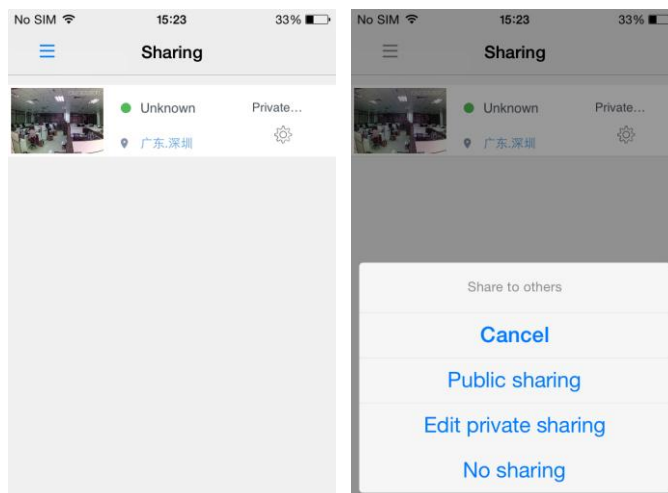 No SIM 15:23 33%
Sharing
Unknown Private...
广东.深圳
No SIM 15:23 33%
Sharing
Unknown Private...
广东.深圳
Share to others
Cancel
Public sharing
Edit private sharing
No sharing